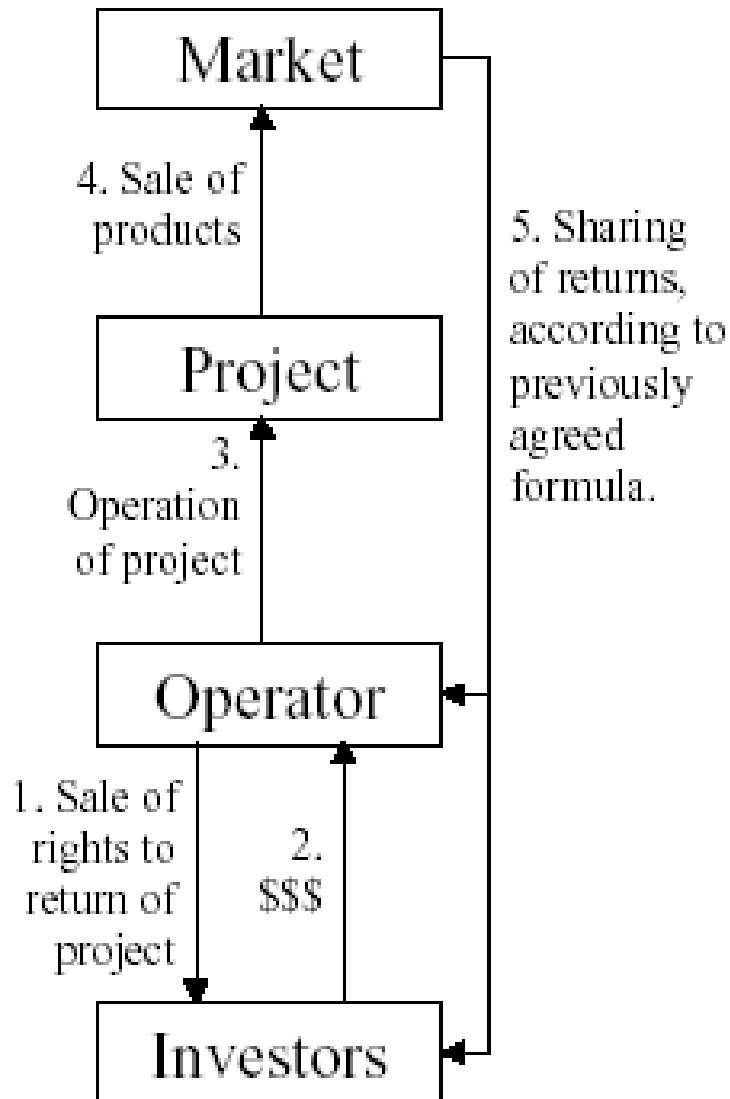 Market
4. Sale of
products
5. Sharing
of returns,
according to
previously
agreed
formula.
Project
3.
Operation
of project
Operator
1. Sale of
rights to
return of
project
2.
$$$
Investors